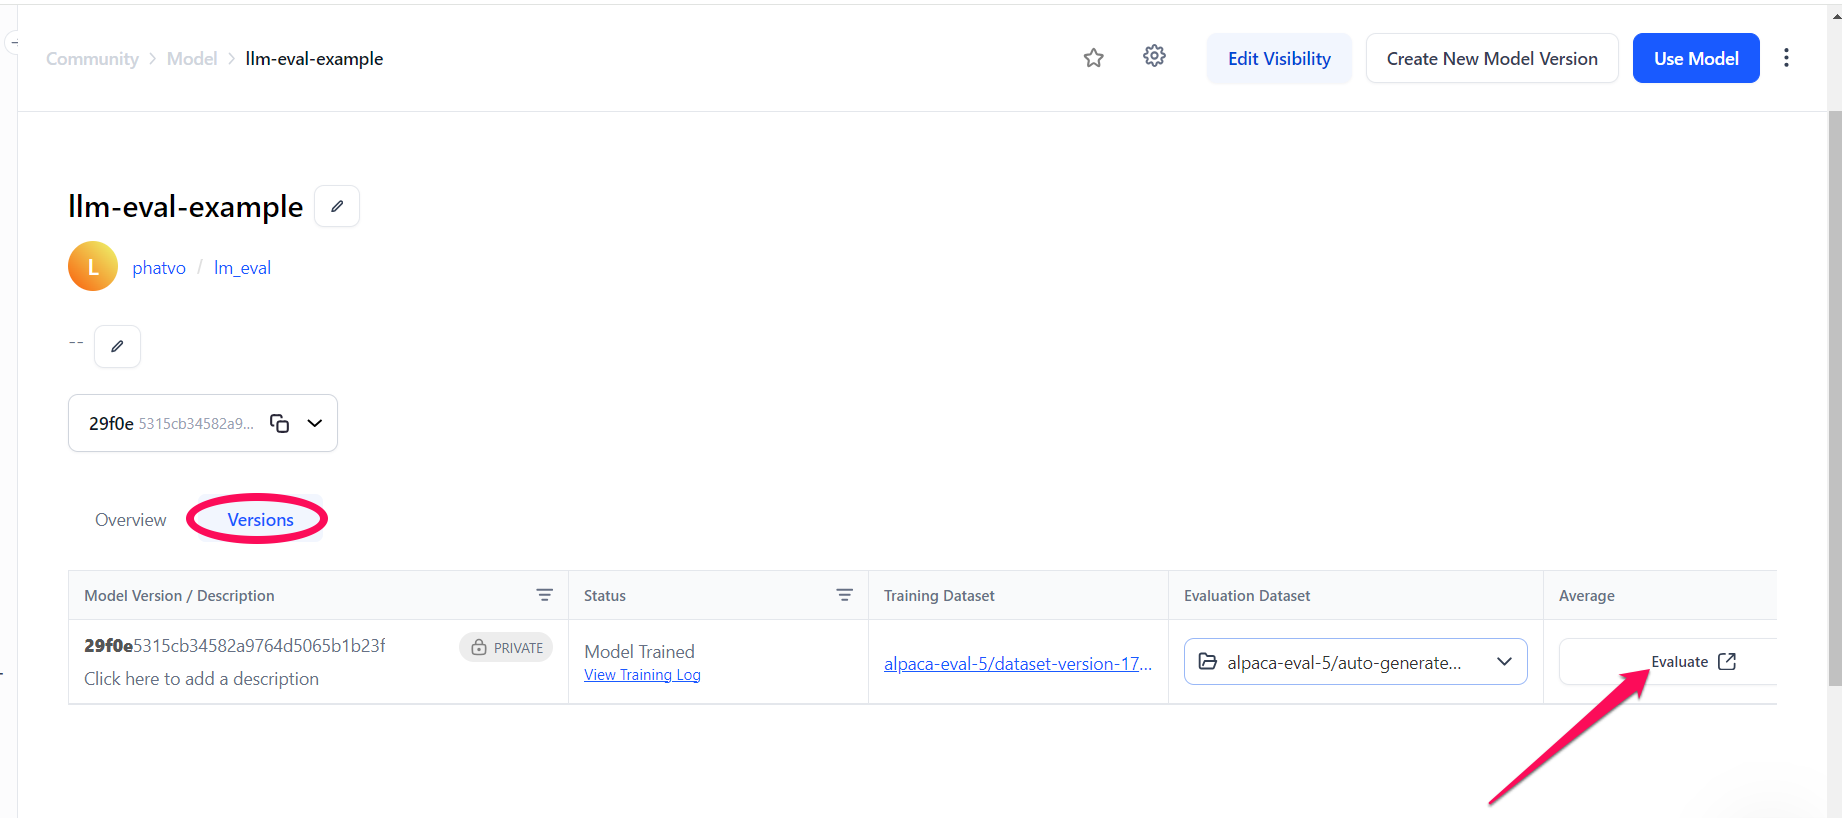 Community > Model > llm-eval-example
Edit Visibility
Create New Model Version
Use Model
llm-eval-example
L
phatvo / lm_eval
--
29f0e 5315cb34582a9...
Overview
Versions
Model Version / Description
Status
Training Dataset
Evaluation Dataset
Average
29f0e5315cb34582a9764d5065b1b23f
PRIVATE
Click here to add a description
Model Trained
View Training Log
alpaca-eval-5/dataset-version-17...
alpaca-eval-5/auto-generate...
Evaluate